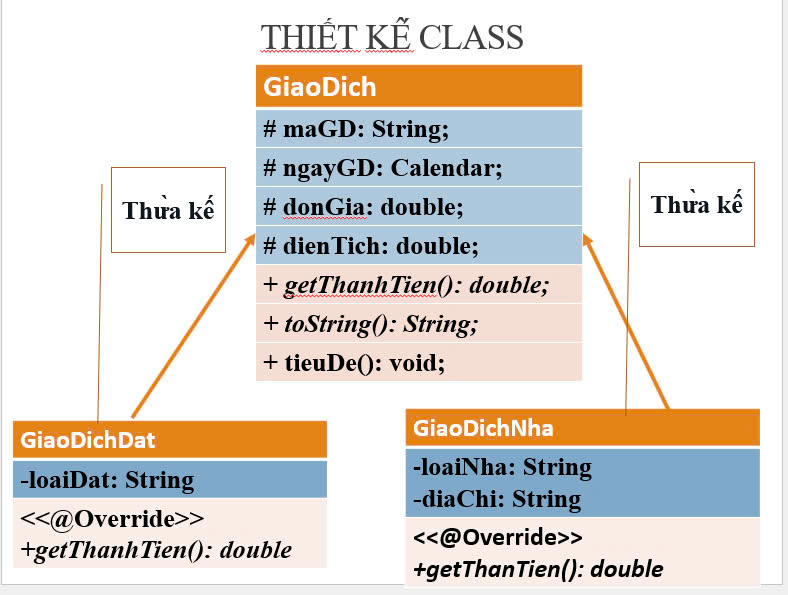 THIẾT KẾ CLASS
GiaoDich
# maGD: String;
# ngayGD: Calendar;
# donGia: double;
# dienTich: double;
+ getThanhTien(): double;
+ toString(): String;
+ tieuDe(): void;
Thừa kế
Thừa kế
GiaoDichDat
-loaiDat: String
<<@Override>>
+getThanhTien(): double
GiaoDichNha
-loaiNha: String
-diaChi: String
<<@Override>>
+getThanTien(): double